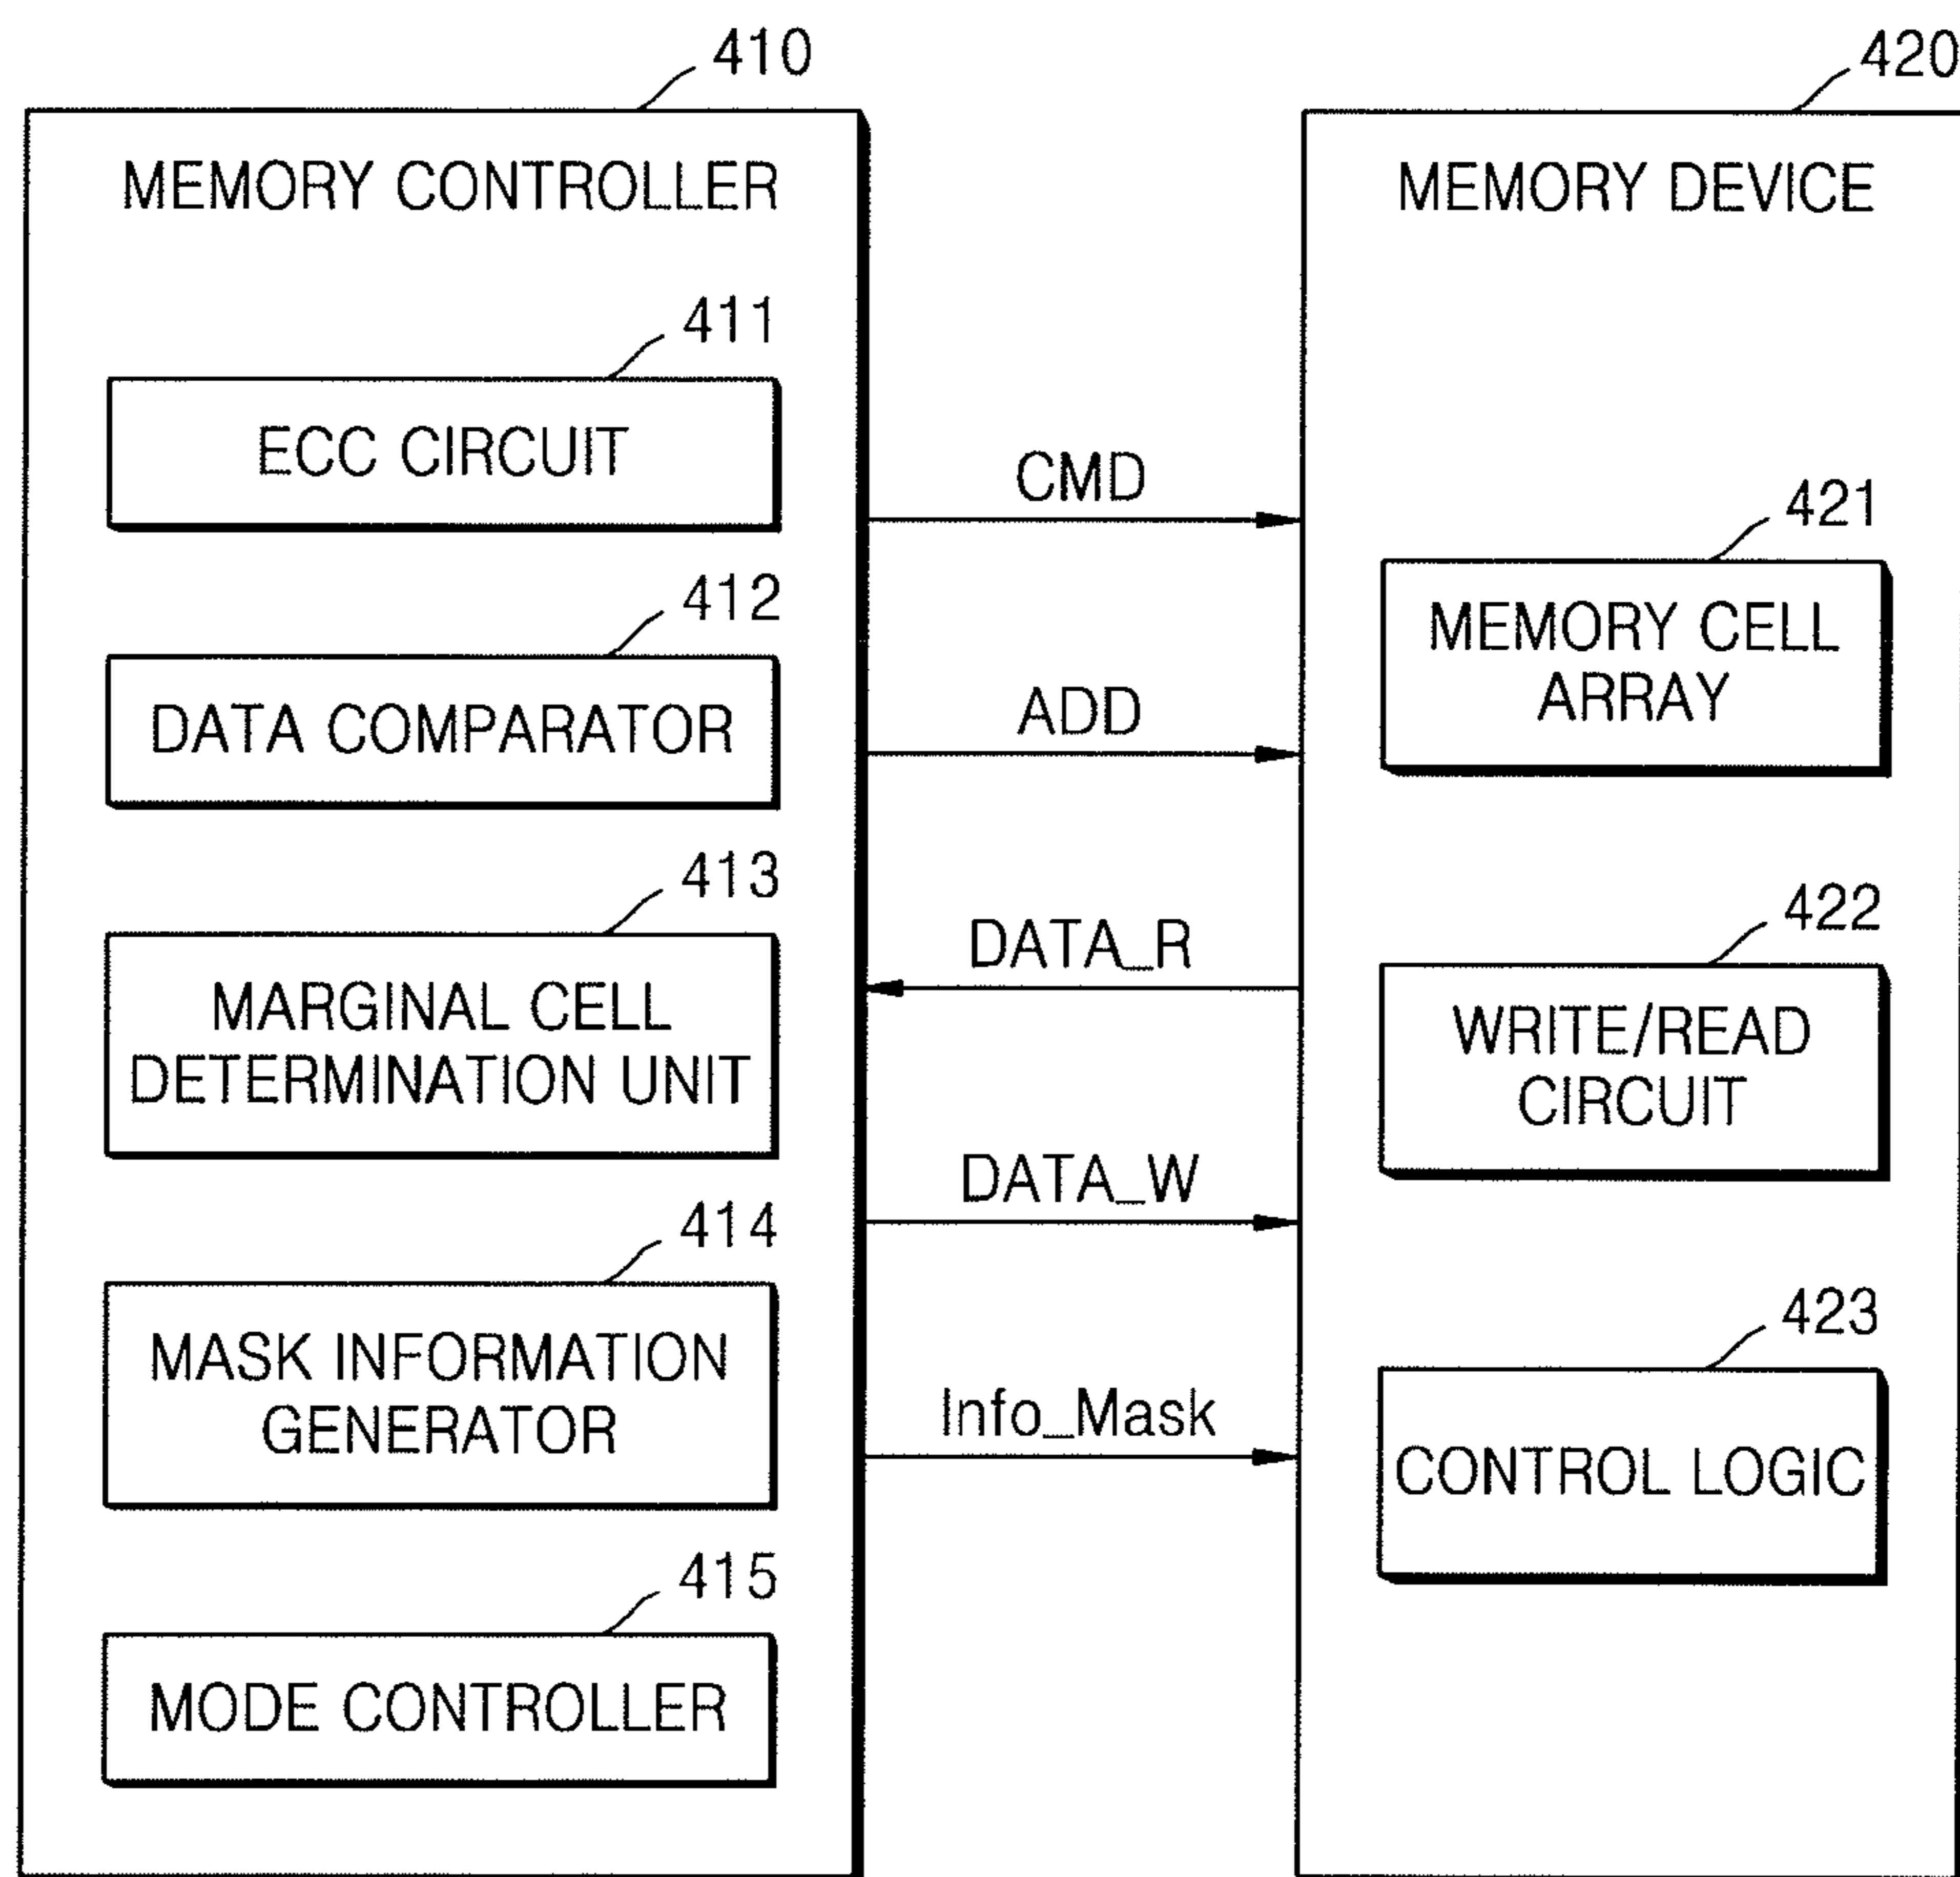 410
MEMORY CONTROLLER
411
ECC CIRCUIT
412
DATA COMPARATOR
413
MARGINAL CELL
DETERMINATION UNIT
414
MASK INFORMATION
GENERATOR
415
MODE CONTROLLER
CMD
ADD
DATA_R
DATA_W
Info_Mask
420
MEMORY DEVICE
421
MEMORY CELL
ARRAY
422
WRITE/READ
CIRCUIT
423
CONTROL LOGIC